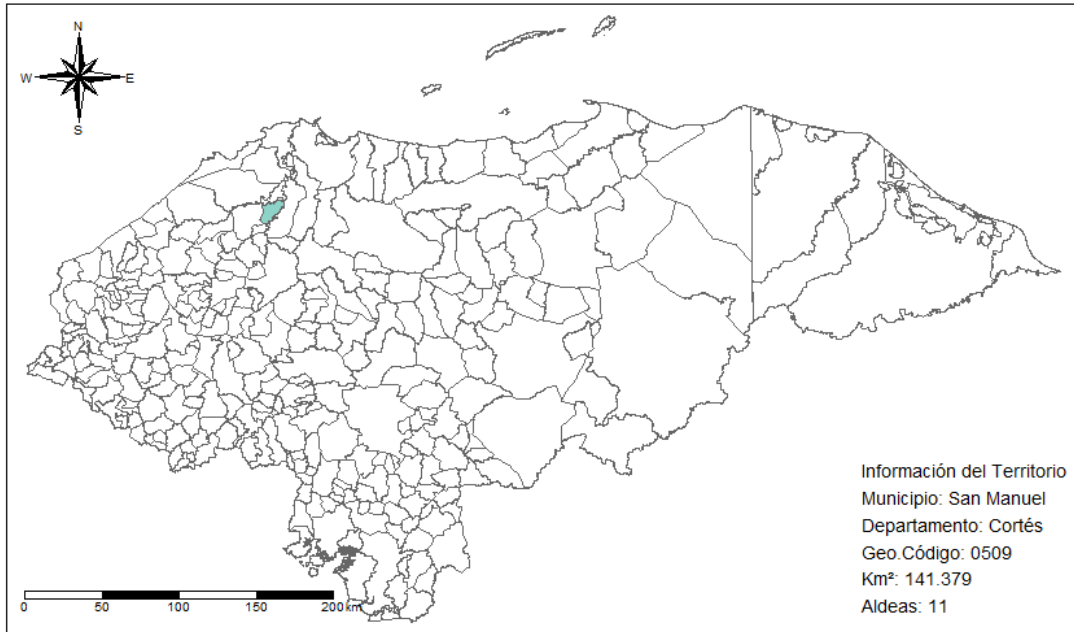 N
W E
S
Información del Territorio
Municipio: San Manuel
Departamento: Cortés
Geo.Código: 0509
Km²: 141.379
Aldeas: 11
0 50 100 150 200 km